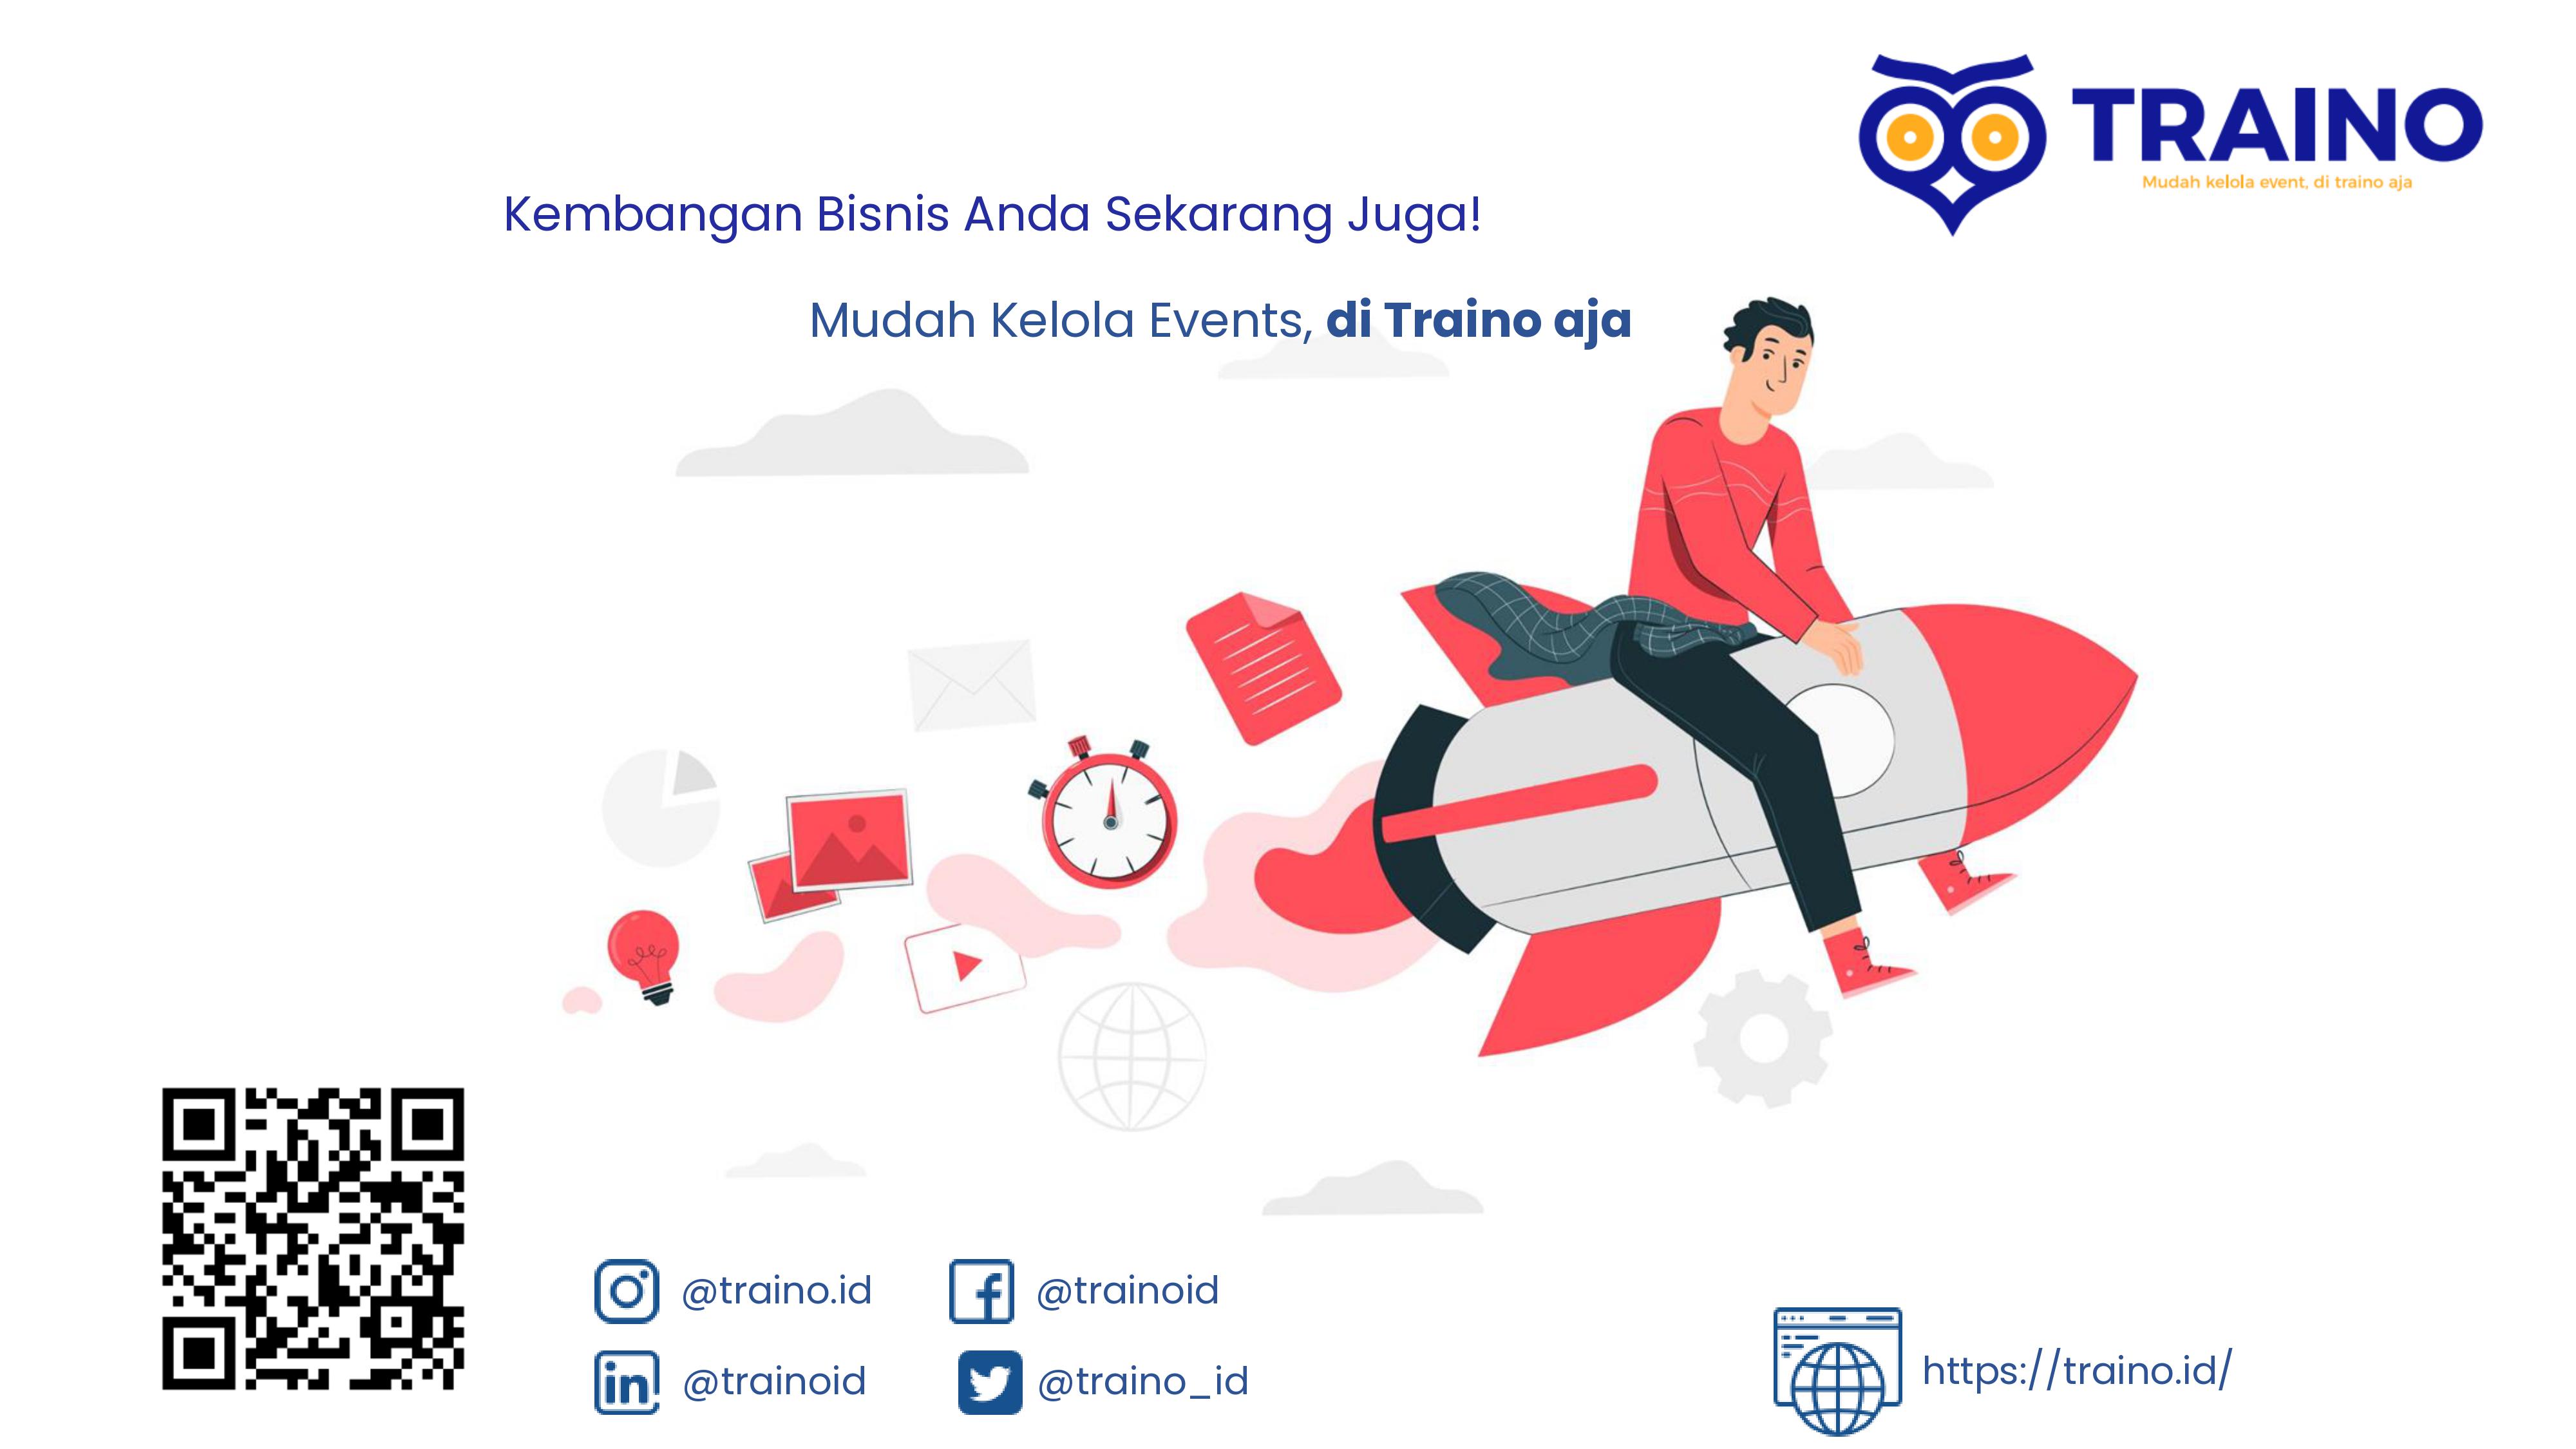 TRAINO
Mudah kelola event, di traino aja
Kembangan Bisnis Anda Sekarang Juga!
Mudah Kelola Events, di Traino aja
@traino.id
@trainoid
@trainoid
@traino_id
https://traino.id/